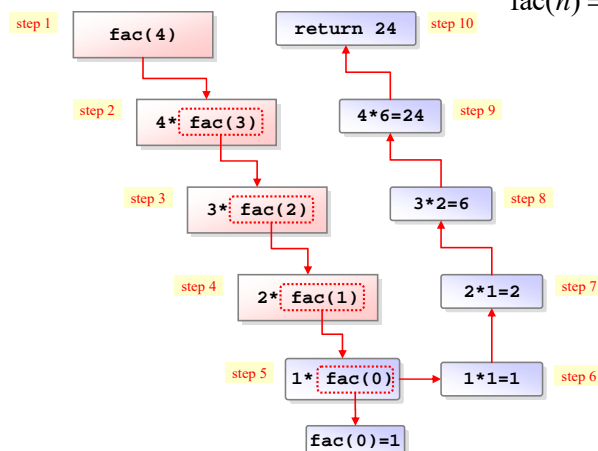 fac(n) =
step 1
fac(4)
return 24
step 10
step 2
4* fac(3)
4*6=24
step 9
step 3
3* fac(2)
3*2=6
step 8
step 4
2* fac(1)
2*1=2
step 7
step 5
1* fac(0)
1*1=1
step 6
fac(0)=1